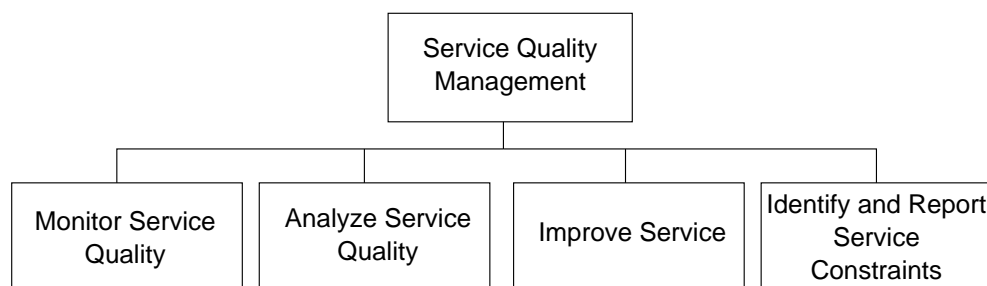 Service Quality
Management
Monitor Service
Quality
Analyze Service
Quality
Improve Service
Identify and Report
Service
Constraints